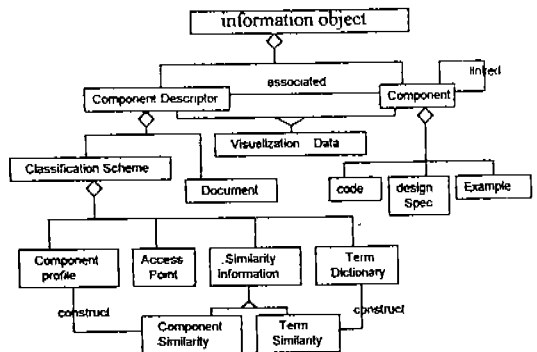 information object
associated
linked
Component Descriptor
Component
Visualization Data
Classification Scheme
Document
code
design
Spec
Example
Component
profile
Access
Point
Similarity
Information
Term
Dictionary
construct
construct
Component
Similarity
Term
Similarity